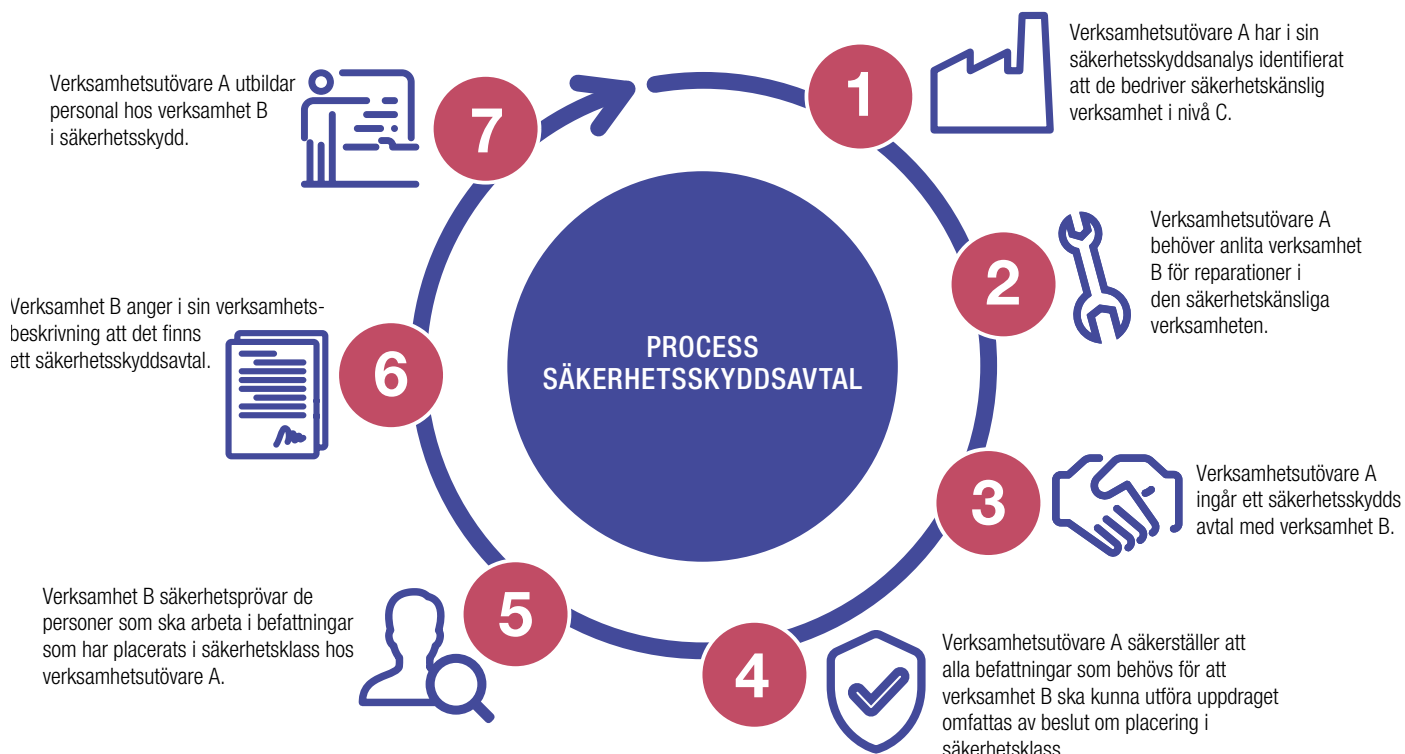 PROCESS
SÄKERHETSSKYDDSAVTAL
1
Verksamhetsutövare A har i sin
säkerhetsskyddsanalys identifierat
att de bedriver säkerhetskänslig
verksamhet i nivå C.
2
Verksamhetsutövare A
behöver anlita verksamhet
B för reparationer i
den säkerhetskänsliga
verksamheten.
3
Verksamhetsutövare A
ingår ett säkerhetsskydds
avtal med verksamhet B.
4
Verksamhetsutövare A säkerställer att
alla befattningar som behövs för att
verksamhet B ska kunna utföra uppdraget
omfattas av beslut om placering i
säkerhetsklass
5
Verksamhet B säkerhetsprövar de
personer som ska arbeta i befattningar
som har placerats i säkerhetsklass hos
verksamhetsutövare A.
6
Verksamhet B anger i sin verksamhets-
beskrivning att det finns
ett säkerhetsskyddsavtal.
7
Verksamhetsutövare A utbildar
personal hos verksamhet B
i säkerhetsskydd.